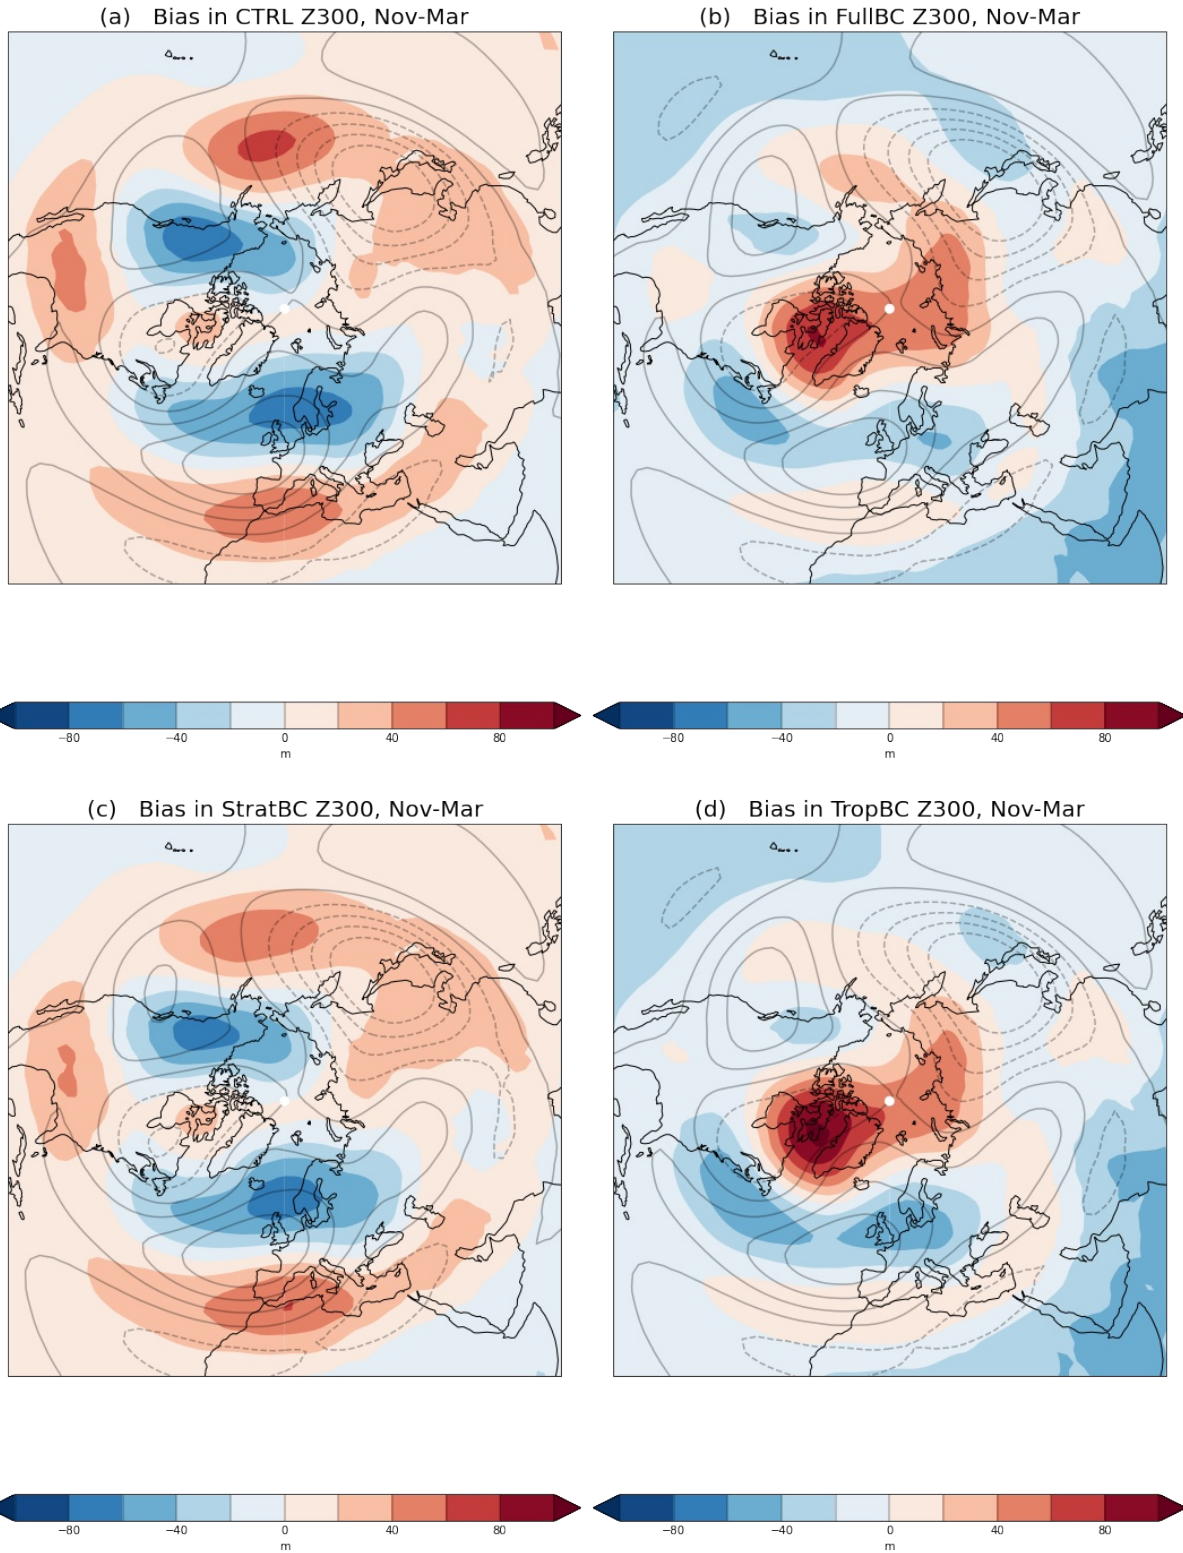 (a) Bias in CTRL Z300, Nov-Mar
(b) Bias in FullBC Z300, Nov-Mar
−80 −40 0 40 80
m
−80 −40 0 40 80
m
(c) Bias in StratBC Z300, Nov-Mar
(d) Bias in TropBC Z300, Nov-Mar
−80 −40 0 40 80
m
−80 −40 0 40 80
m